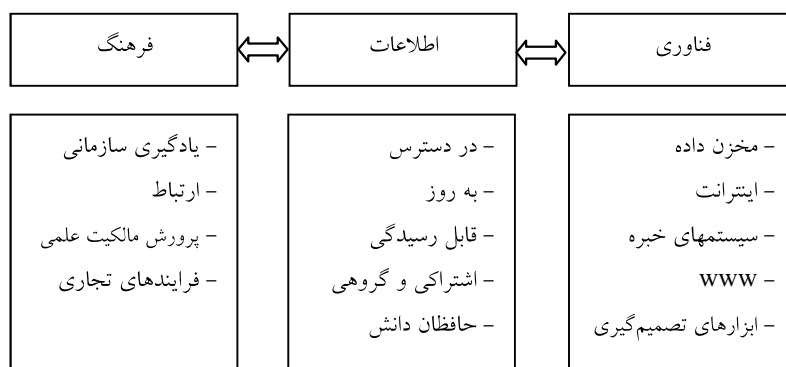 فناوری
اطلاعات
فرهنگ
- مخزن داده
- اینترانت
- سیستمهای خبره
- www
- ابزارهای تصمیم‌گیری
- در دسترس
- به روز
- قابل رسیدگی
- اشتراکی و گروهی
- حافظان دانش
- یادگیری سازمانی
- ارتباط
- پرورش مالکیت علمی
- فرایندهای تجاری